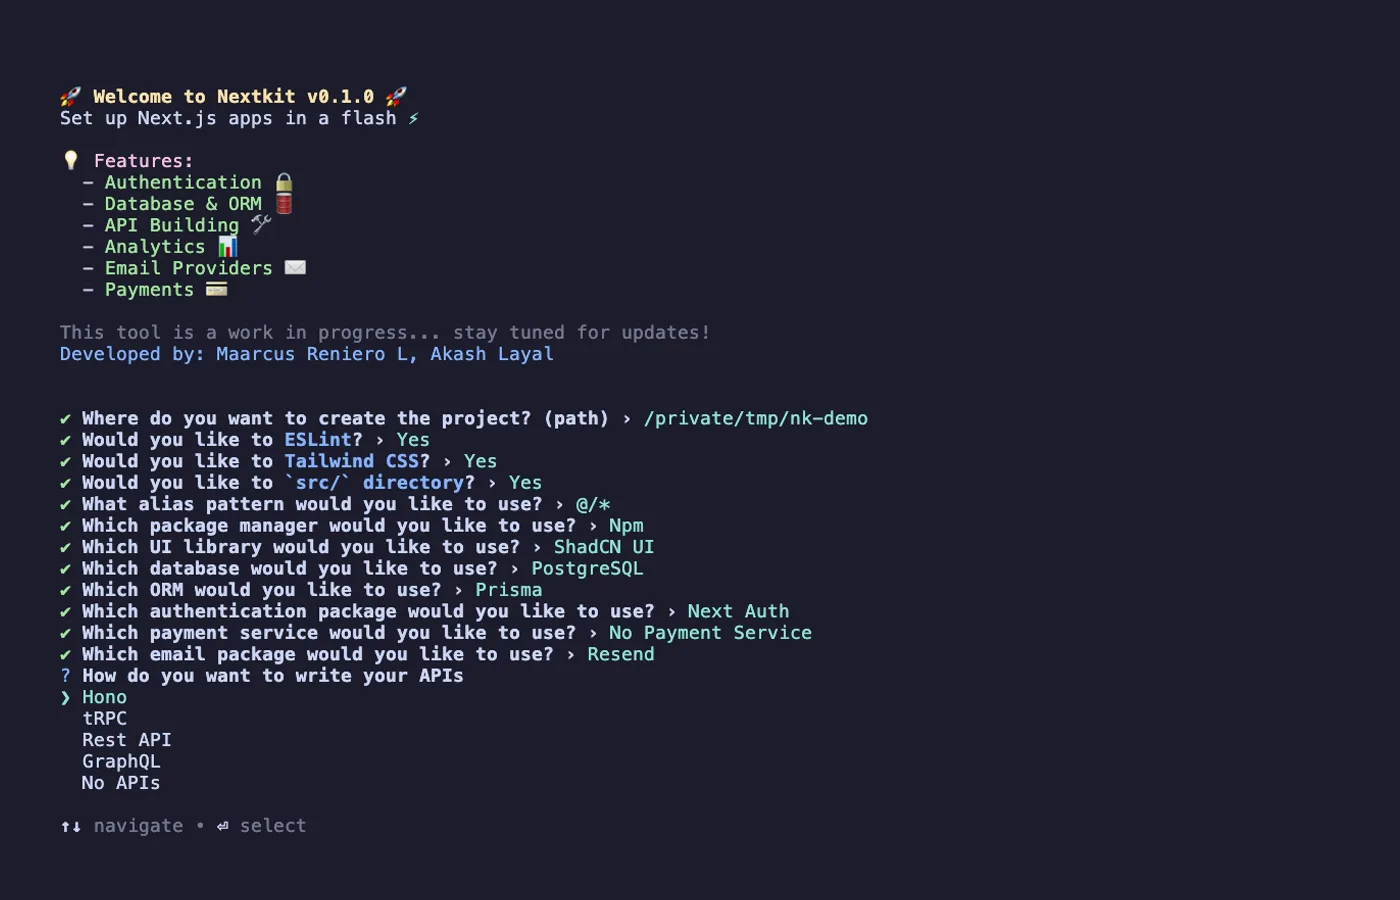 🚀 Welcome to Nextkit v0.1.0 🚀
Set up Next.js apps in a flash ⚡
💡 Features:
– Authentication 🔒
– Database & ORM 🛢️
– API Building 🛠️
– Analytics 📊
– Email Providers ✉️
– Payments 💳
This tool is a work in progress... stay tuned for updates!
Developed by: Maarcus Reniero L, Akash Layal
✔ Where do you want to create the project? (path) › /private/tmp/nk-demo
✔ Would you like to ESLint? › Yes
✔ Would you like to Tailwind CSS? › Yes
✔ Would you like to `src/` directory? › Yes
✔ What alias pattern would you like to use? › @/*
✔ Which package manager would you like to use? › Npm
✔ Which UI library would you like to use? › ShadCN UI
✔ Which database would you like to use? › PostgreSQL
✔ Which ORM would you like to use? › Prisma
✔ Which authentication package would you like to use? › Next Auth
✔ Which payment service would you like to use? › No Payment Service
✔ Which email package would you like to use? › Resend
? How do you want to write your APIs
❯ Hono
tRPC
Rest API
GraphQL
No APIs
↑↓ navigate • ⏎ select